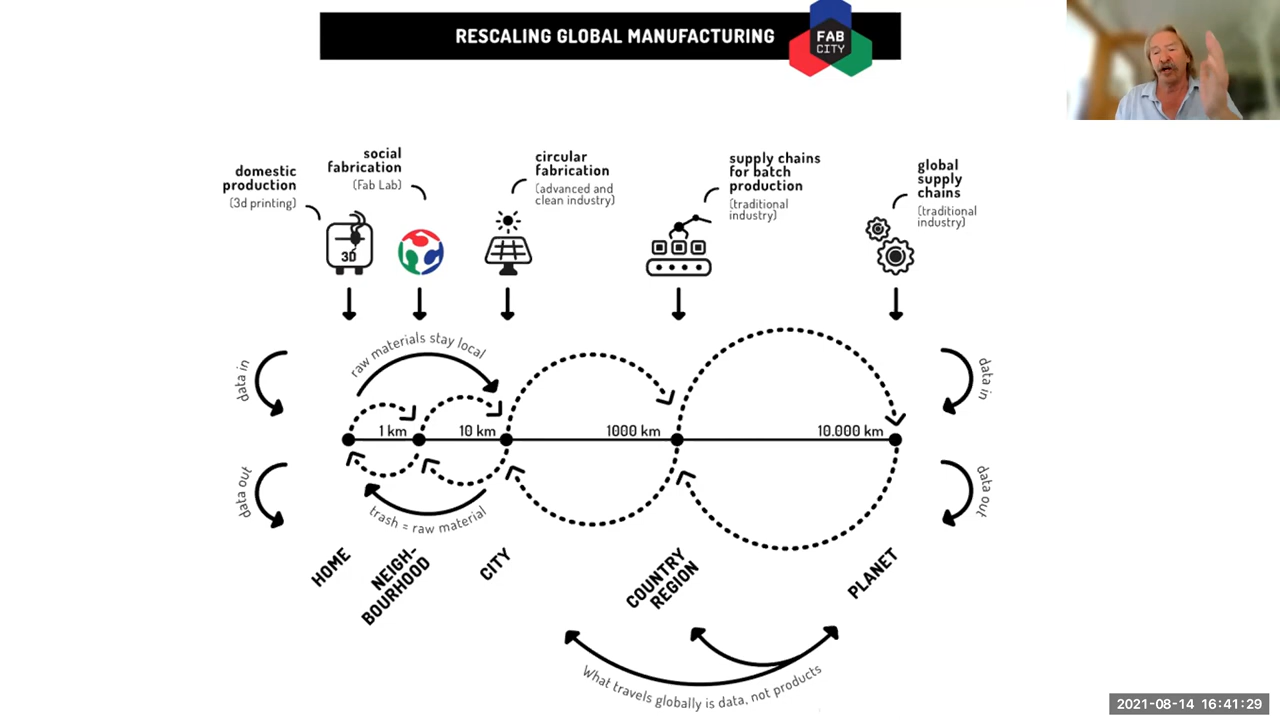 RESCALING GLOBAL MANUFACTURING
FAB
CITY
domestic
production
(3d printing)
social
fabrication
(Fab Lab)
circular
fabrication
(advanced and
clean industry)
supply chains
for batch
production
(traditional
industry)
global
supply
chains
(traditional
industry)
3D
data in
raw materials stay local
data in
1 km
10 km
1000 km
10.000 km
data out
trash = raw material
data out
HOME
NEIGH-
BOURHOOD
CITY
COUNTRY
REGION
PLANET
What travels globally is data, not products
2021-08-14 16:41:29